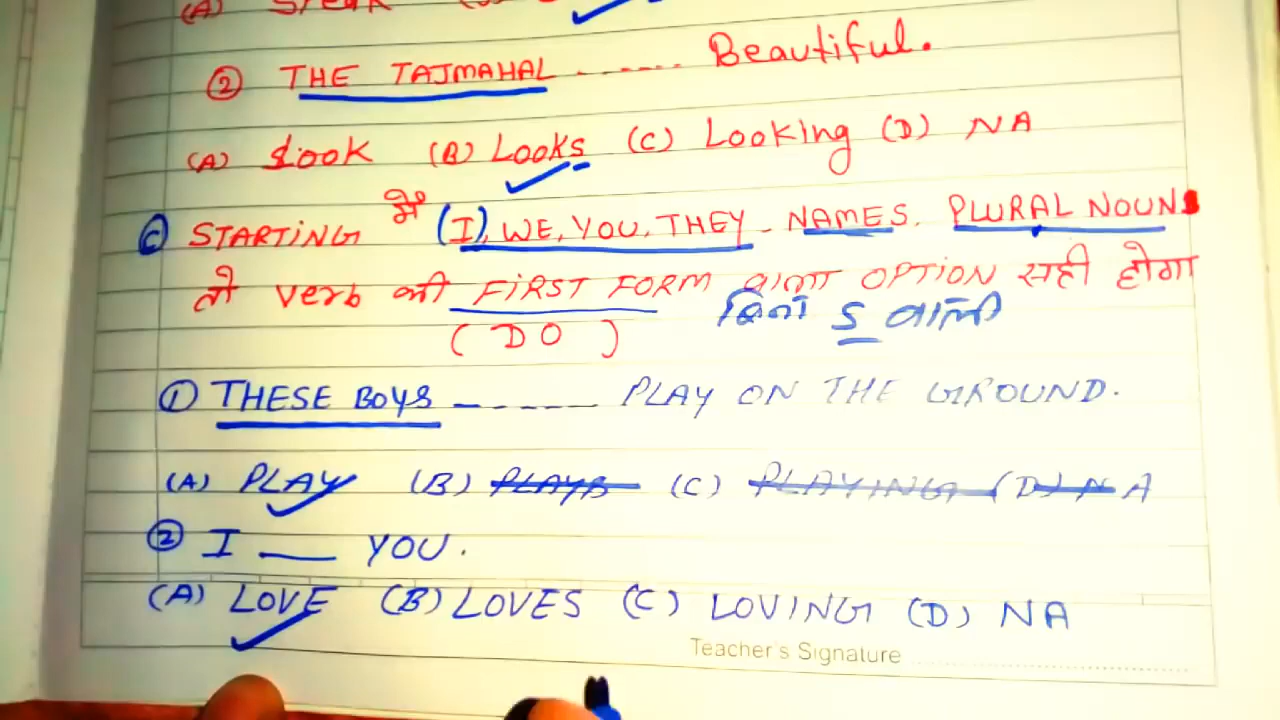 ② THE TAJMAHAL ...... Beautiful.
(A) Look (B) Looks (C) Looking (D) NA
C STARTING में (I), WE, YOU, THEY, NAMES, PLURAL NOUNS
तो verb की FIRST FORM वाला OPTION सही होगा
(DO) बिना S वाली
① THESE BOYS ------ PLAY ON THE GROUND.
(A) PLAY (B) PLAYS (C) PLAYING (D) NA
② I ___ YOU.
(A) LOVE (B) LOVES (C) LOVING (D) NA
Teacher's Signature